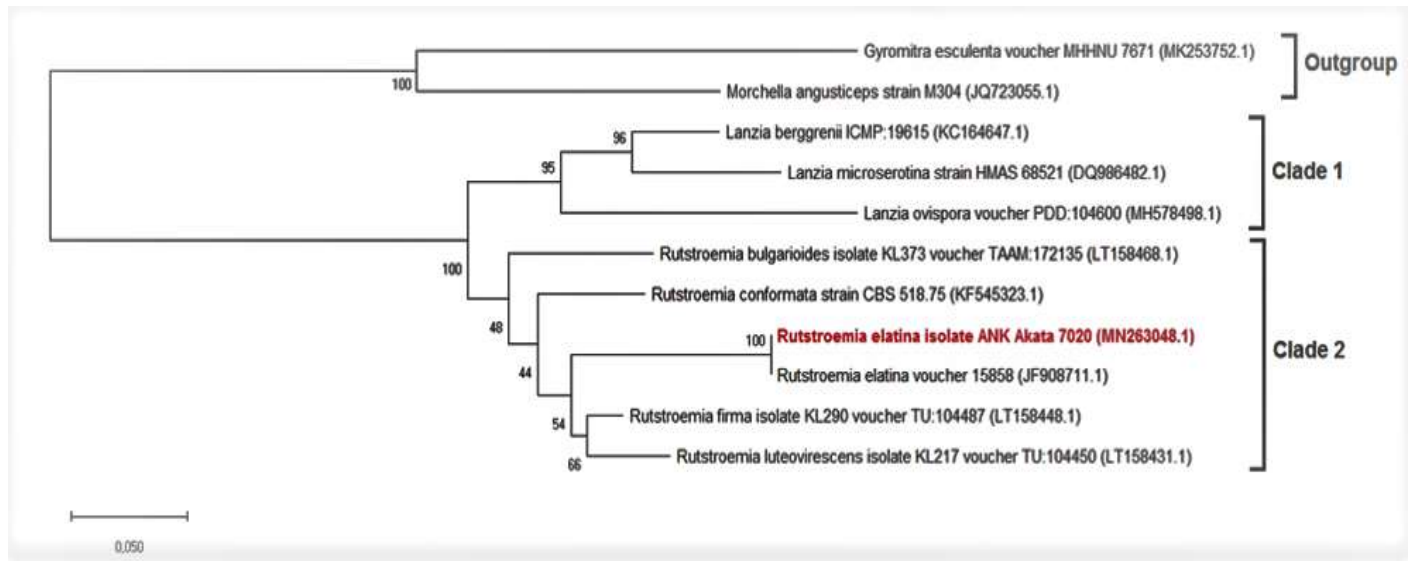 Gyromitra esculenta voucher MHHNU 7671 (MK253752.1)
Outgroup
100
Morchella angusticeps strain M304 (JQ723055.1)
Lanzia berggrenii ICMP:19615 (KC164647.1)
96
95
Lanzia microserotina strain HMAS 68521 (DQ986482.1)
Clade 1
Lanzia ovispora voucher PDD:104600 (MH578498.1)
Rutstroemia bulgarioides isolate KL373 voucher TAAM:172135 (LT158468.1)
100
Rutstroemia conformata strain CBS 518.75 (KF545323.1)
48
100
Rutstroemia elatina isolate ANK Akata 7020 (MN263048.1)
Clade 2
44
Rutstroemia elatina voucher 15858 (JF908711.1)
Rutstroemia firma isolate KL290 voucher TU:104487 (LT158448.1)
54
Rutstroemia luteovirescens isolate KL217 voucher TU:104450 (LT158431.1)
66
0,050